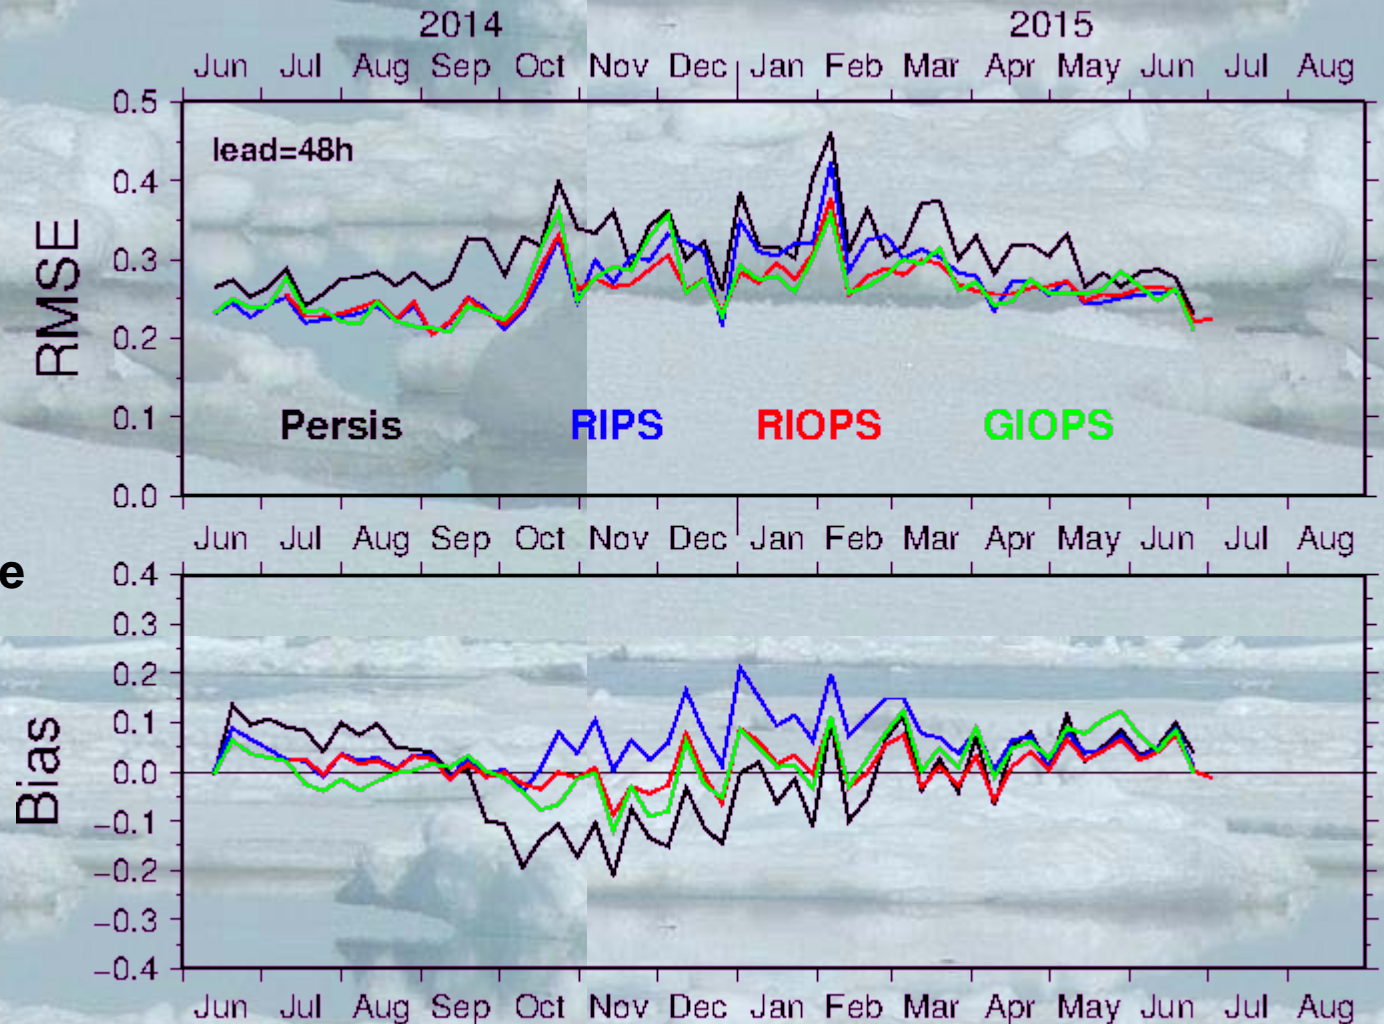 2014 2015
Jun Jul Aug Sep Oct Nov Dec Jan Feb Mar Apr May Jun Jul Aug
0.5
lead=48h
0.4
0.3
RMSE
0.2
0.1
Persis RIPS RIOPS GIOPS
0.0
Jun Jul Aug Sep Oct Nov Dec Jan Feb Mar Apr May Jun Jul Aug
e
0.4
0.3
0.2
0.1
Bias
0.0
−0.1
−0.2
−0.3
−0.4
Jun Jul Aug Sep Oct Nov Dec Jan Feb Mar Apr May Jun Jul Aug